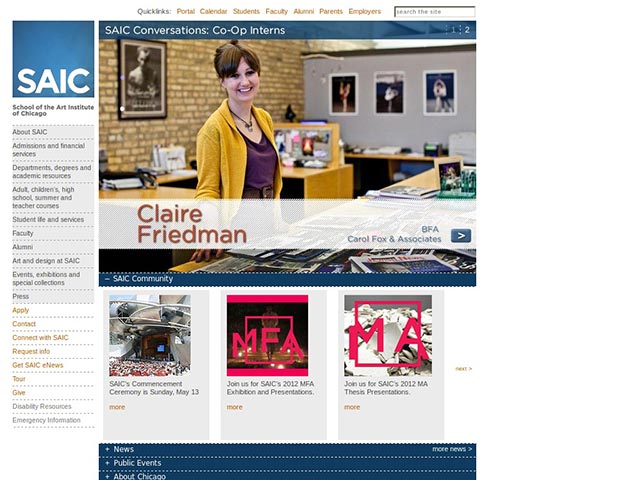 Quicklinks: Portal Calendar Students Faculty Alumni Parents Employers
search the site
SAIC
School of the Art Institute
of Chicago
About SAIC
Admissions and financial
services
Departments, degrees and
academic resources
Adult, children's, high
school, summer and
teacher courses
Student life and services
Faculty
Alumni
Art and design at SAIC
Events, exhibitions and
special collections
Press
Apply
Contact
Connect with SAIC
Request info
Get SAIC eNews
Tour
Give
Disability Resources
Emergency Information
SAIC Conversations: Co-Op Interns
1 2
Claire
Friedman
BFA
Carol Fox & Associates >
– SAIC Community
MFA
MA
SAIC's Commencement
Ceremony is Sunday, May 13
more
Join us for SAIC's 2012 MFA
Exhibition and Presentations.
more
Join us for SAIC's 2012 MA
Thesis Presentations.
more
next >
+ News
more news >
+ Public Events
+ About Chicago